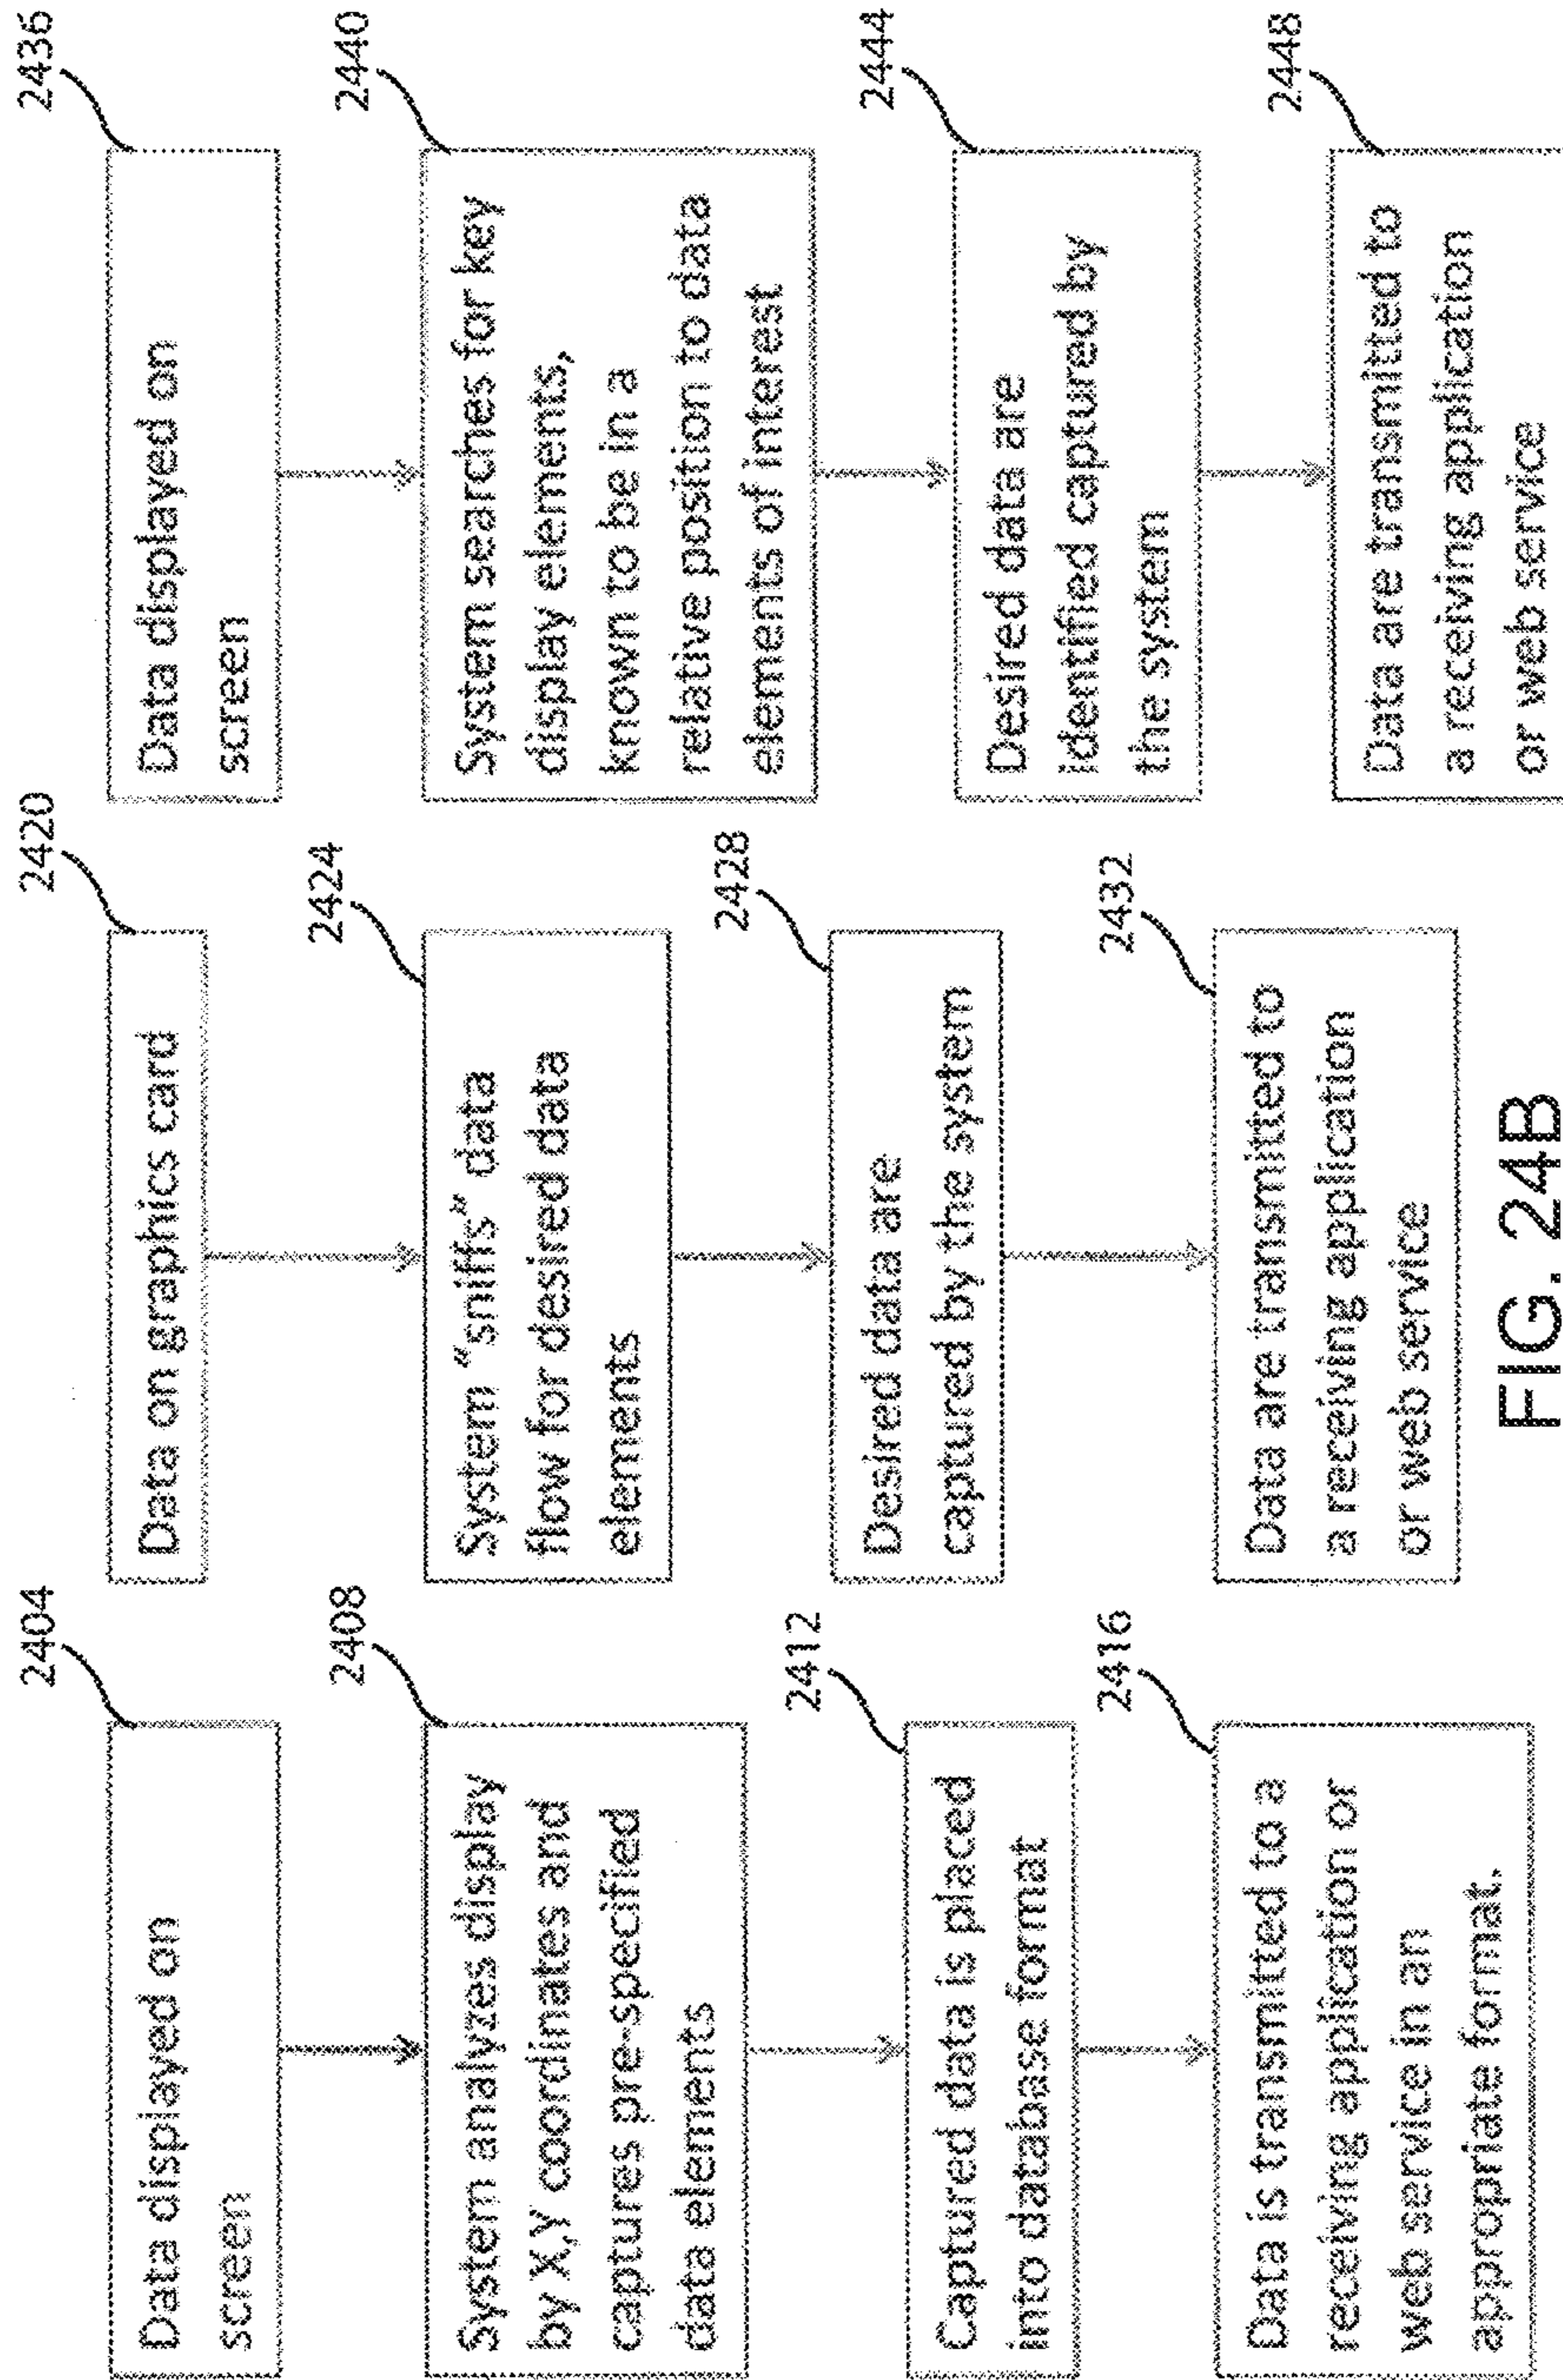 2404
Data displayed on
screen
2408
System analyzes display
by X,Y coordinates and
captures pre-specified
data elements
2412
Captured data is placed
into database format
2416
Data is transmitted to a
receiving application or
web service in an
appropriate format.
2420
Data on graphics card
2424
System "sniffs" data
flow for desired data
elements
2428
Desired data are
captured by the system
2432
Data are transmitted to
a receiving application
or web service
2436
Data displayed on
screen
2440
System searches for key
display elements,
known to be in a
relative position to data
elements of interest
2444
Desired data are
identified captured by
the system
2448
Data are transmitted to
a receiving application
or web service
FIG. 24B